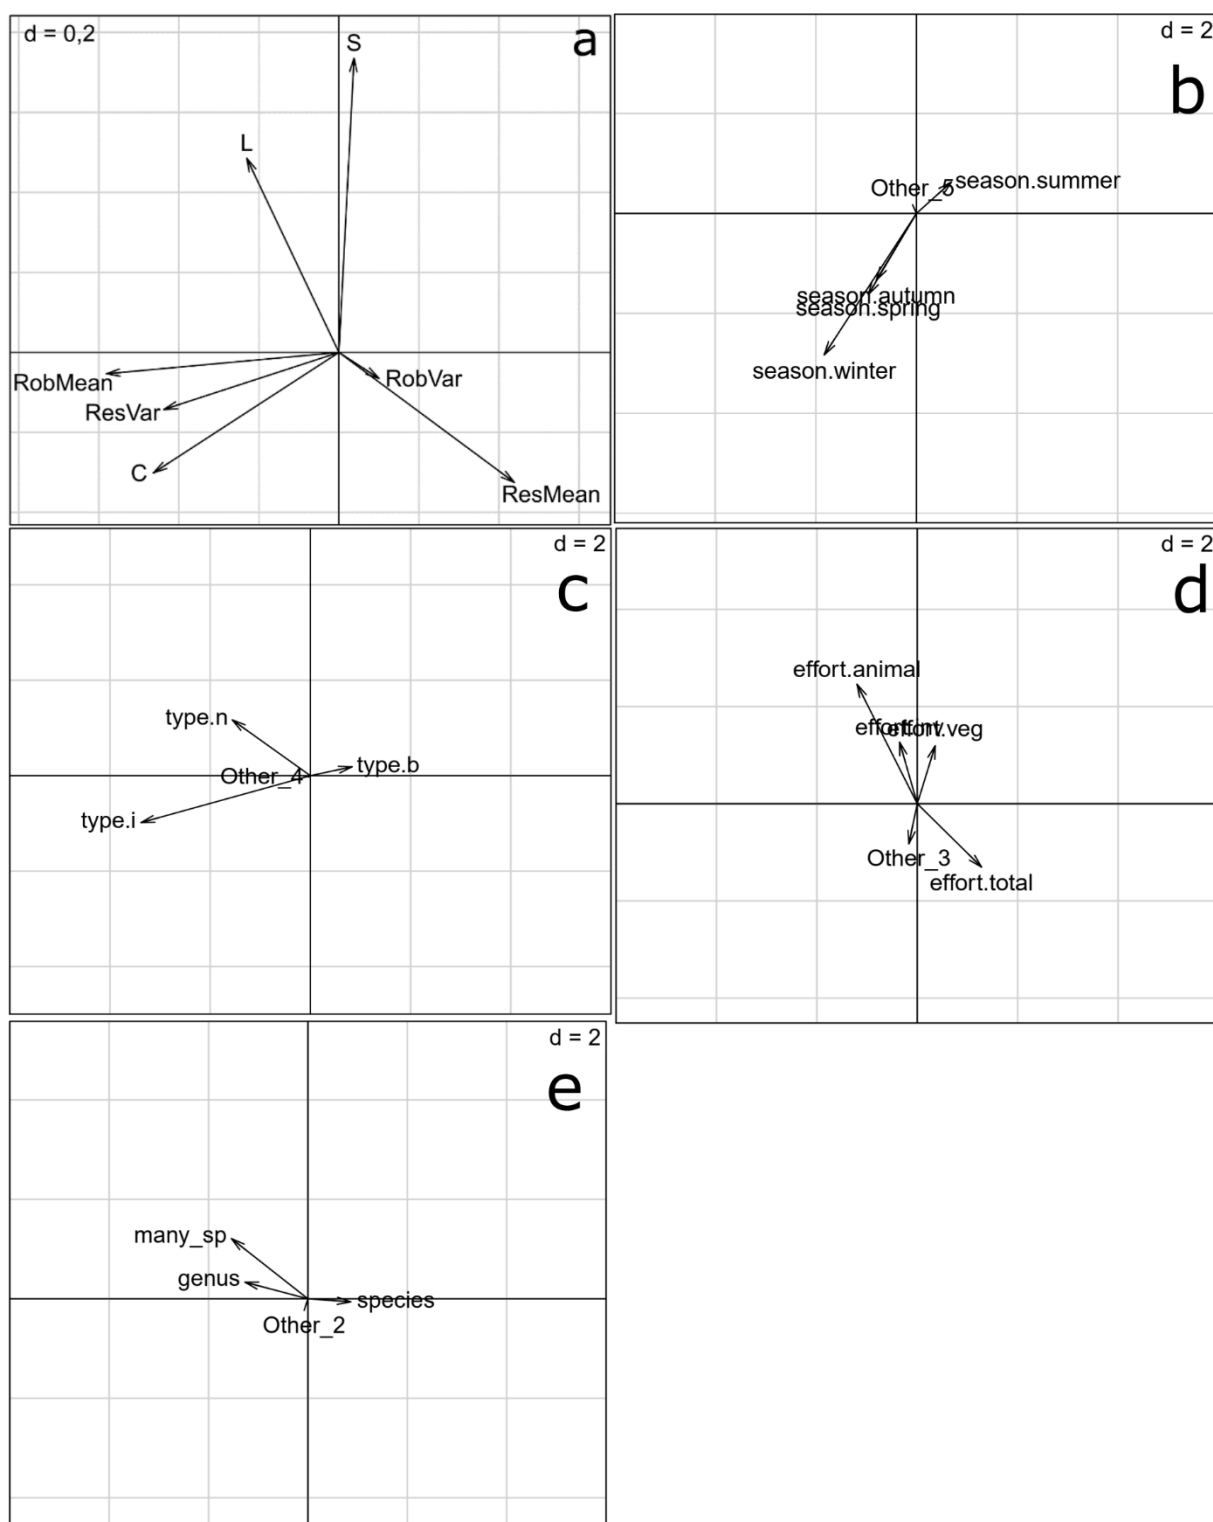 d = 0,2
a
S
L
RobMean
ResVar
C
RobVar
ResMean
d = 2
b
Other_5
season.summer
season.autumn
season.spring
season.winter
d = 2
c
type.n
Other_4
type.b
type.i
d = 2
d
effort.animal
effort.veg
Other_3
effort.total
d = 2
e
many_sp
genus
species
Other_2